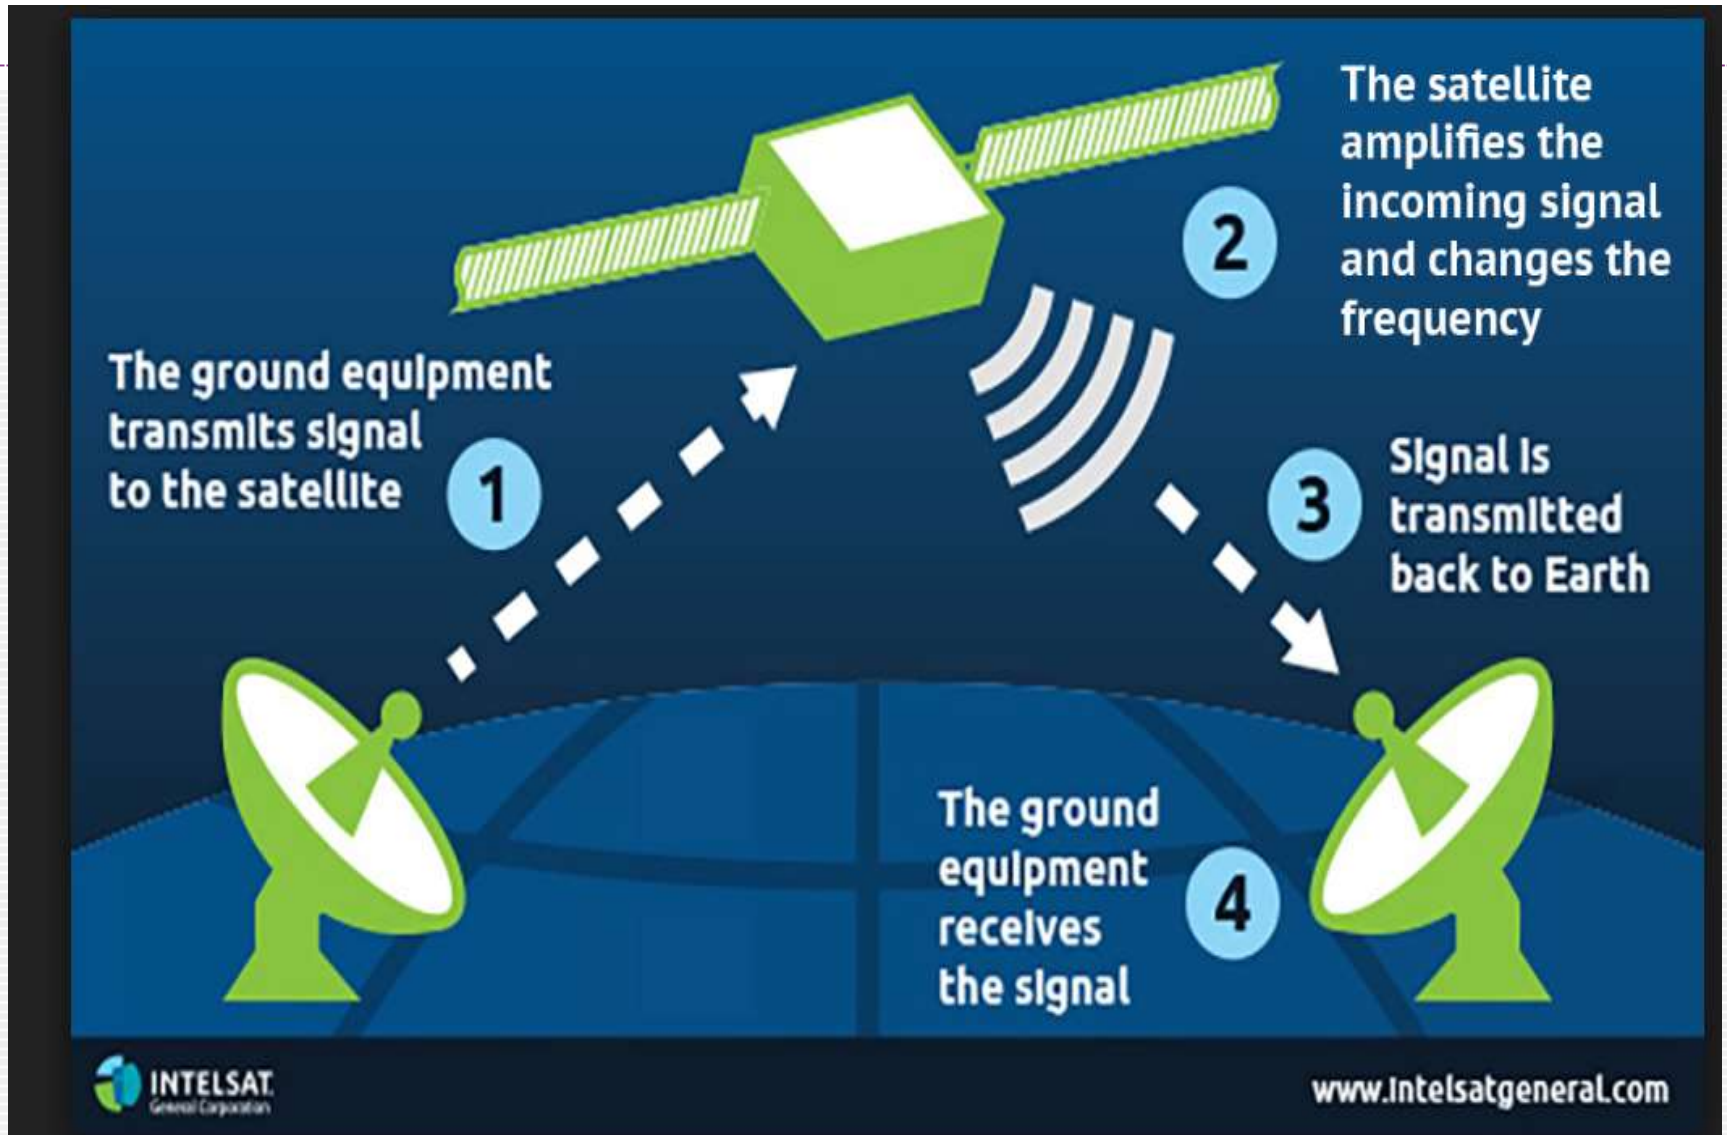 The ground equipment
transmits signal
to the satellite
1
The satellite
amplifies the
incoming signal
and changes the
frequency
2
Signal is
transmitted
back to Earth
3
The ground
equipment
receives
the signal
4
INTELSAT
General Corporation
www.intelsatgeneral.com